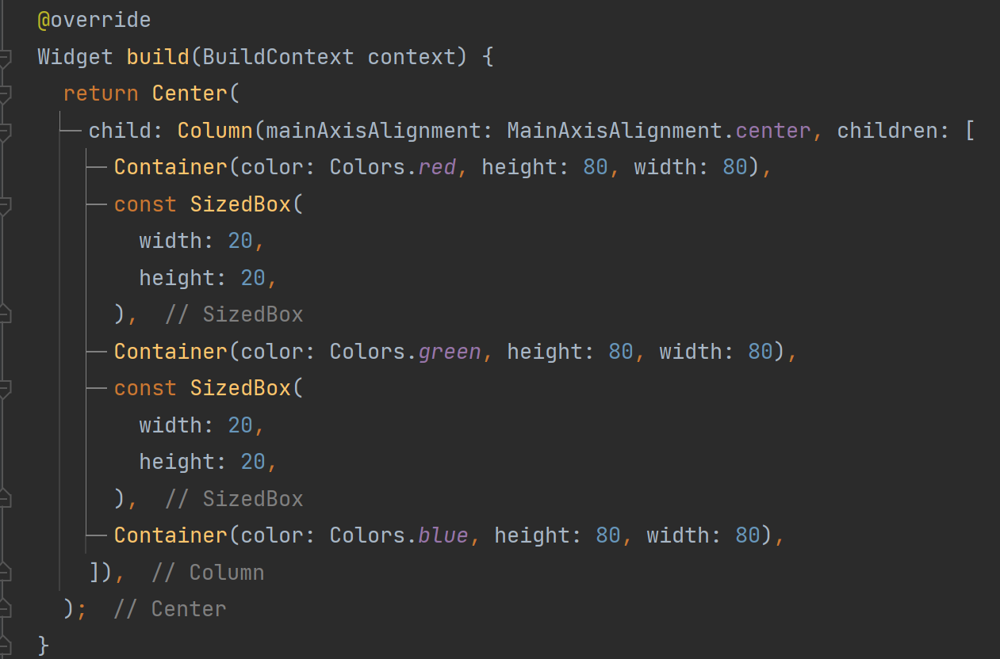 @override
Widget build(BuildContext context) {
return Center(
child: Column(mainAxisAlignment: MainAxisAlignment.center, children: [
Container(color: Colors.red, height: 80, width: 80),
const SizedBox(
width: 20,
height: 20,
), // SizedBox
Container(color: Colors.green, height: 80, width: 80),
const SizedBox(
width: 20,
height: 20,
), // SizedBox
Container(color: Colors.blue, height: 80, width: 80),
]), // Column
); // Center
}